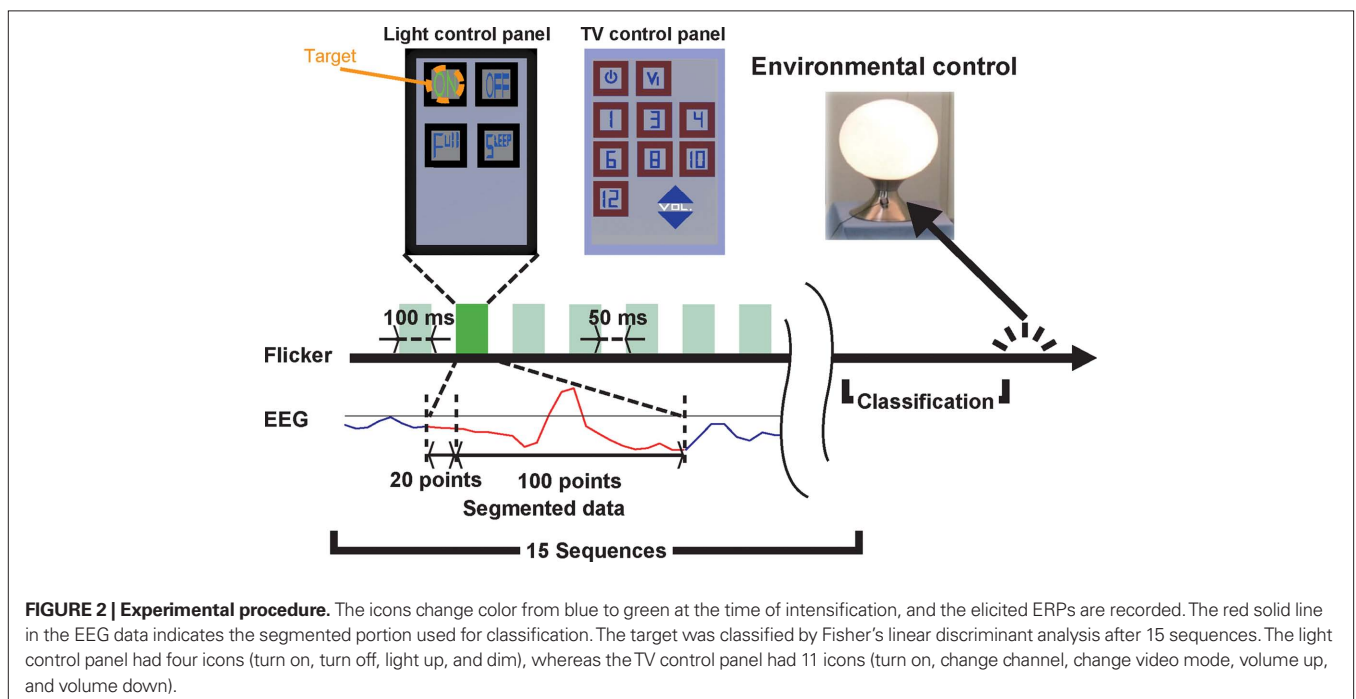 Light control panel
TV control panel
Target
Environmental control
ON
OFF
V1
1
3
4
Full
SLEEP
6
8
10
12
VOL.
100 ms
50 ms
Flicker
Classification
EEG
20 points
100 points
Segmented data
15 Sequences
FIGURE 2 | Experimental procedure. The icons change color from blue to green at the time of intensification, and the elicited ERPs are recorded. The red solid line
in the EEG data indicates the segmented portion used for classification. The target was classified by Fisher's linear discriminant analysis after 15 sequences. The light
control panel had four icons (turn on, turn off, light up, and dim), whereas the TV control panel had 11 icons (turn on, change channel, change video mode, volume up,
and volume down).